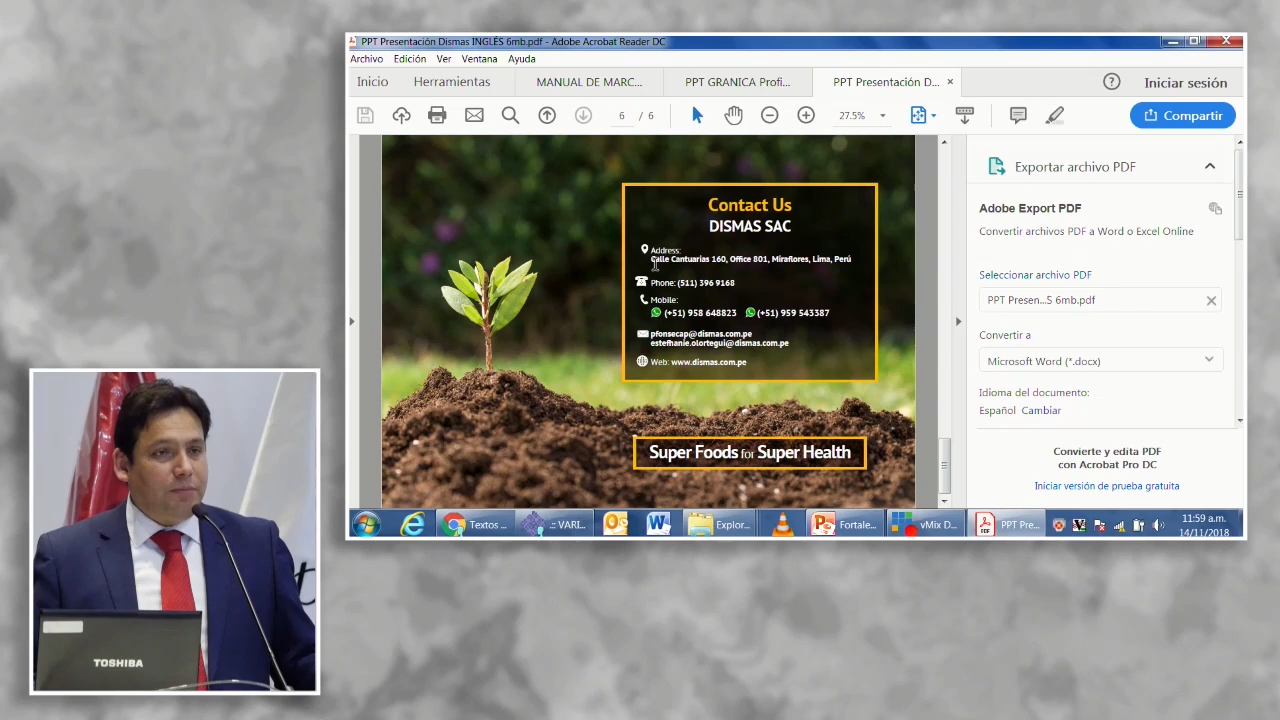 PPT Presentación Dismas INGLÉS 6mb.pdf - Adobe Acrobat Reader DC
Archivo Edición Ver Ventana Ayuda
Inicio Herramientas MANUAL DE MARC... PPT GRANICA Profi... PPT Presentación D... × Iniciar sesión
6 / 6 27.5% Compartir
Contact Us
DISMAS SAC
Address:
Calle Cantuarias 160, Office 801, Miraflores, Lima, Perú
Phone: (511) 396 9168
Mobile:
(+51) 958 648823 (+51) 959 543387
pfonsecap@dismas.com.pe
estefhanie.olortegui@dismas.com.pe
Web: www.dismas.com.pe
Super Foods for Super Health
Exportar archivo PDF
Adobe Export PDF
Convertir archivos PDF a Word o Excel Online
Seleccionar archivo PDF
PPT Presen...S 6mb.pdf
Convertir a
Microsoft Word (*.docx)
Idioma del documento:
Español Cambiar
Convierte y edita PDF
con Acrobat Pro DC
Iniciar versión de prueba gratuita
Textos ... .:: VARI... Explor... Fortale... vMix D... PPT Pre...
11:59 a.m.
14/11/2018
TOSHIBA